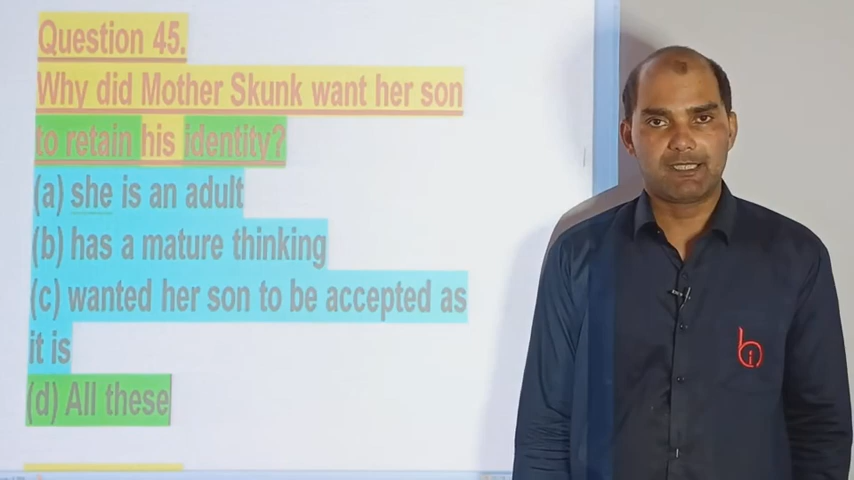 Question 45.
Why did Mother Skunk want her son
to retain his identity?
(a) she is an adult
(b) has a mature thinking
(c) wanted her son to be accepted as
it is
(d) All these